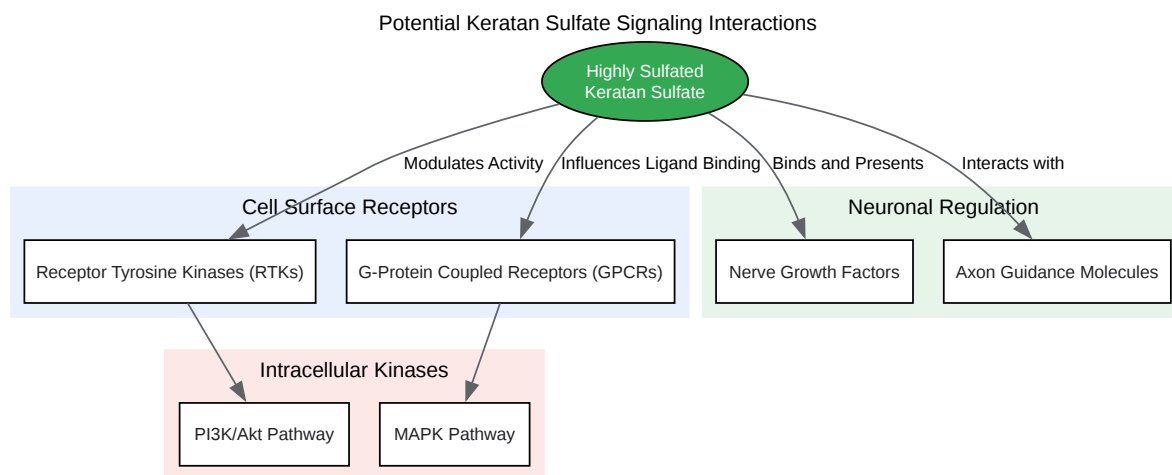 Potential Keratan Sulfate Signaling Interactions
Highly Sulfated
Keratan Sulfate
Modulates Activity
Influences Ligand Binding
Binds and Presents
Interacts with
Cell Surface Receptors
Neuronal Regulation
Receptor Tyrosine Kinases (RTKs)
G-Protein Coupled Receptors (GPCRs)
Nerve Growth Factors
Axon Guidance Molecules
Intracellular Kinases
PI3K/Akt Pathway
MAPK Pathway